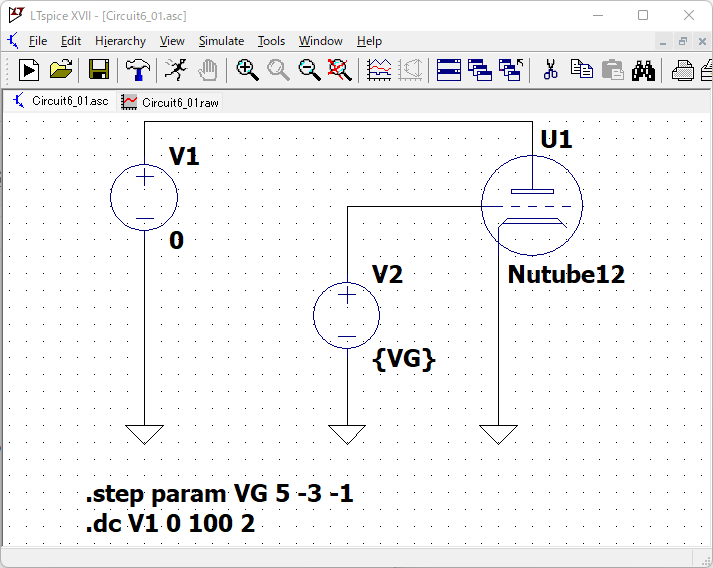 LTspice XVII - [Circuit6_01.asc]
File Edit Hierarchy View Simulate Tools Window Help
Circuit6_01.asc Circuit6_01.raw
U1
V1
0
V2
Nutube12
{VG}
.step param VG 5 -3 -1
.dc V1 0 100 2